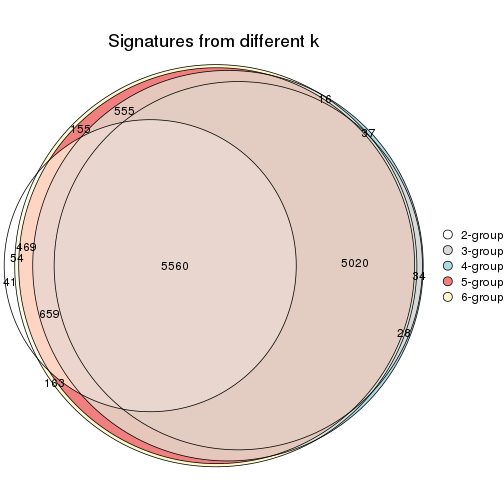 Signatures from different k
16
555
37
155
469
54
5560
5020
34
41
659
28
163
2-group
3-group
4-group
5-group
6-group